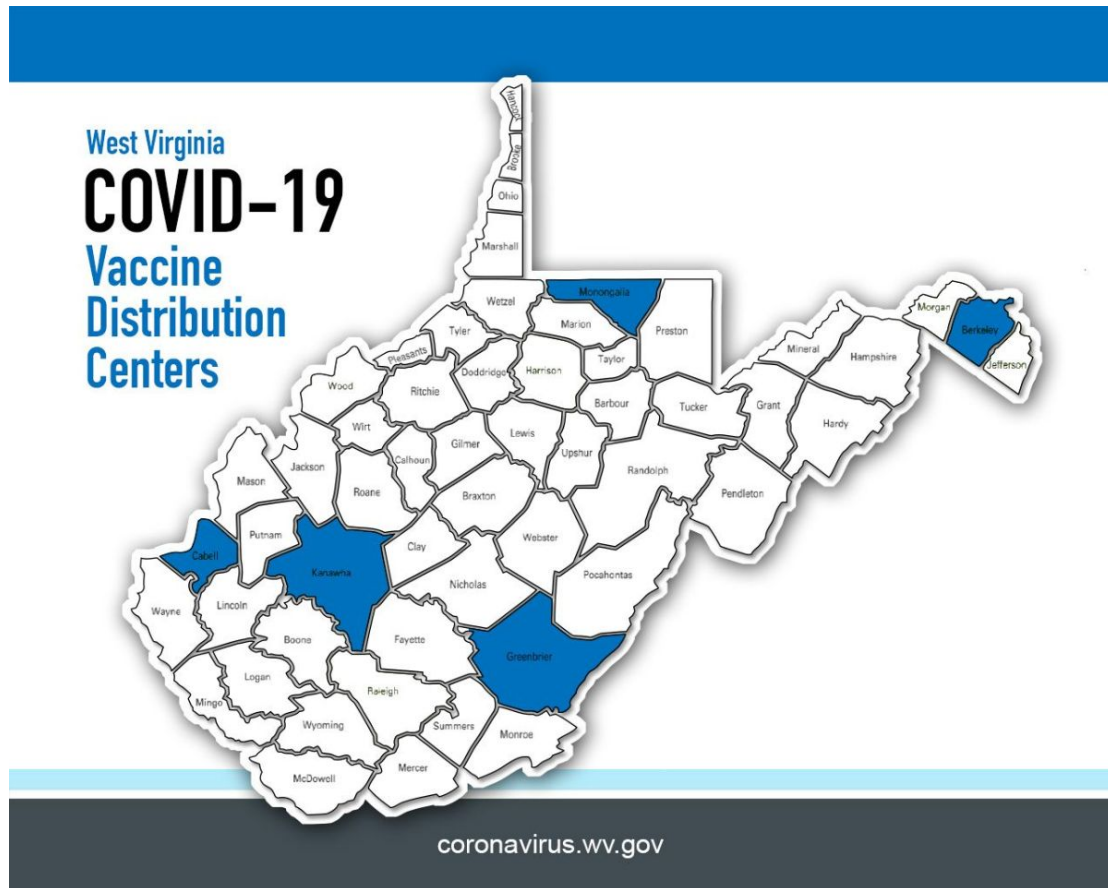 West Virginia
COVID-19
Vaccine
Distribution
Centers
Hancock
Brooke
Ohio
Marshall
Wetzel
Monongalia
Marion
Preston
Morgan
Berkeley
Jefferson
Mineral
Hampshire
Tyler
Pleasants
Doddridge
Harrison
Taylor
Wood
Ritchie
Barbour
Tucker
Grant
Hardy
Wirt
Calhoun
Gilmer
Lewis
Upshur
Randolph
Pendleton
Mason
Jackson
Roane
Braxton
Webster
Putnam
Clay
Cabell
Kanawha
Nicholas
Pocahontas
Wayne
Lincoln
Boone
Fayette
Greenbrier
Logan
Raleigh
Mingo
Wyoming
Summers
Monroe
McDowell
Mercer
coronavirus.wv.gov